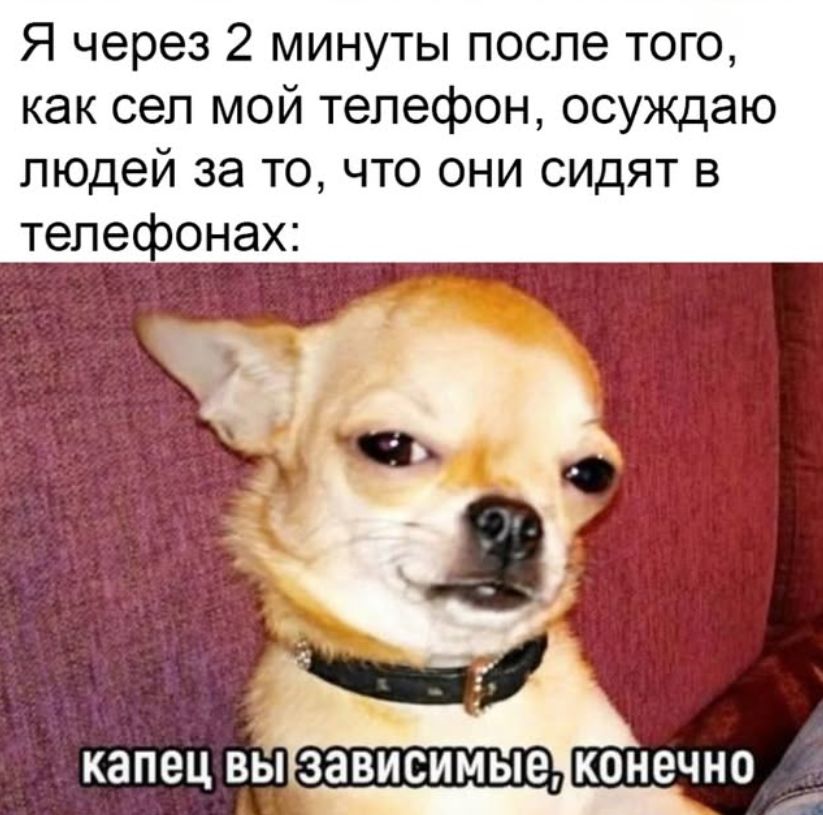 Я через 2 минуты после того,
как сел мой телефон, осуждаю
людей за то, что они сидят в
телефонах:
капец вы зависимые, конечно